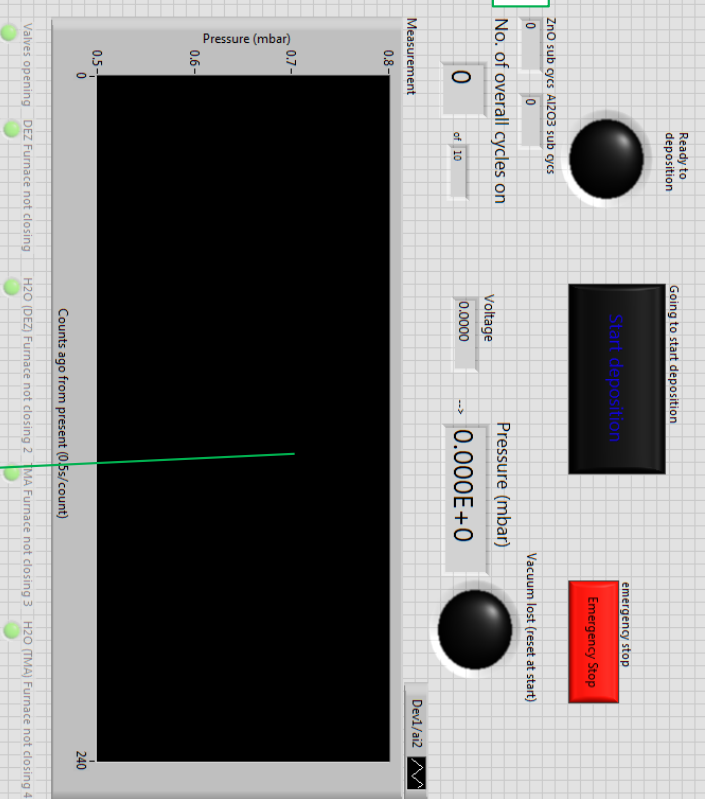 Ready to
deposition
Going to start deposition
Start deposition
emergency stop
Emergency Stop
ZnO sub cycs
Al2O3 sub cycs
0
0
No. of overall cycles on
0
of
10
Voltage
0.0000
-->
Pressure (mbar)
0.000E+0
Vacuum lost (reset at start)
Measurement
Dev1/ai2
Pressure (mbar)
0.8
0.7
0.6
0.5
0
240
Counts ago from present (0.5s/count)
Valves opening
DEZ Furnace not closing
H2O (DEZ) Furnace not closing 2
TMA Furnace not closing 3
H2O (TMA) Furnace not closing 4